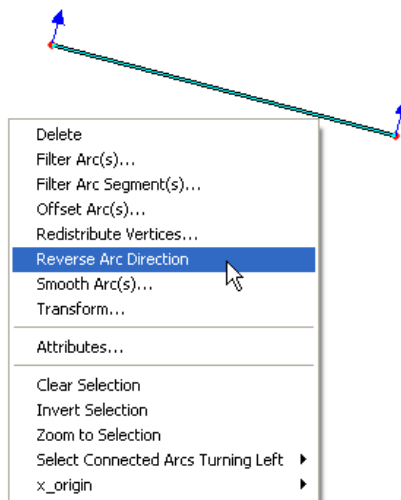 Delete
Filter Arc(s)...
Filter Arc Segment(s)...
Offset Arc(s)...
Redistribute Vertices...
Reverse Arc Direction
Smooth Arc(s)...
Transform...
Attributes...
Clear Selection
Invert Selection
Zoom to Selection
Select Connected Arcs Turning Left
x_origin